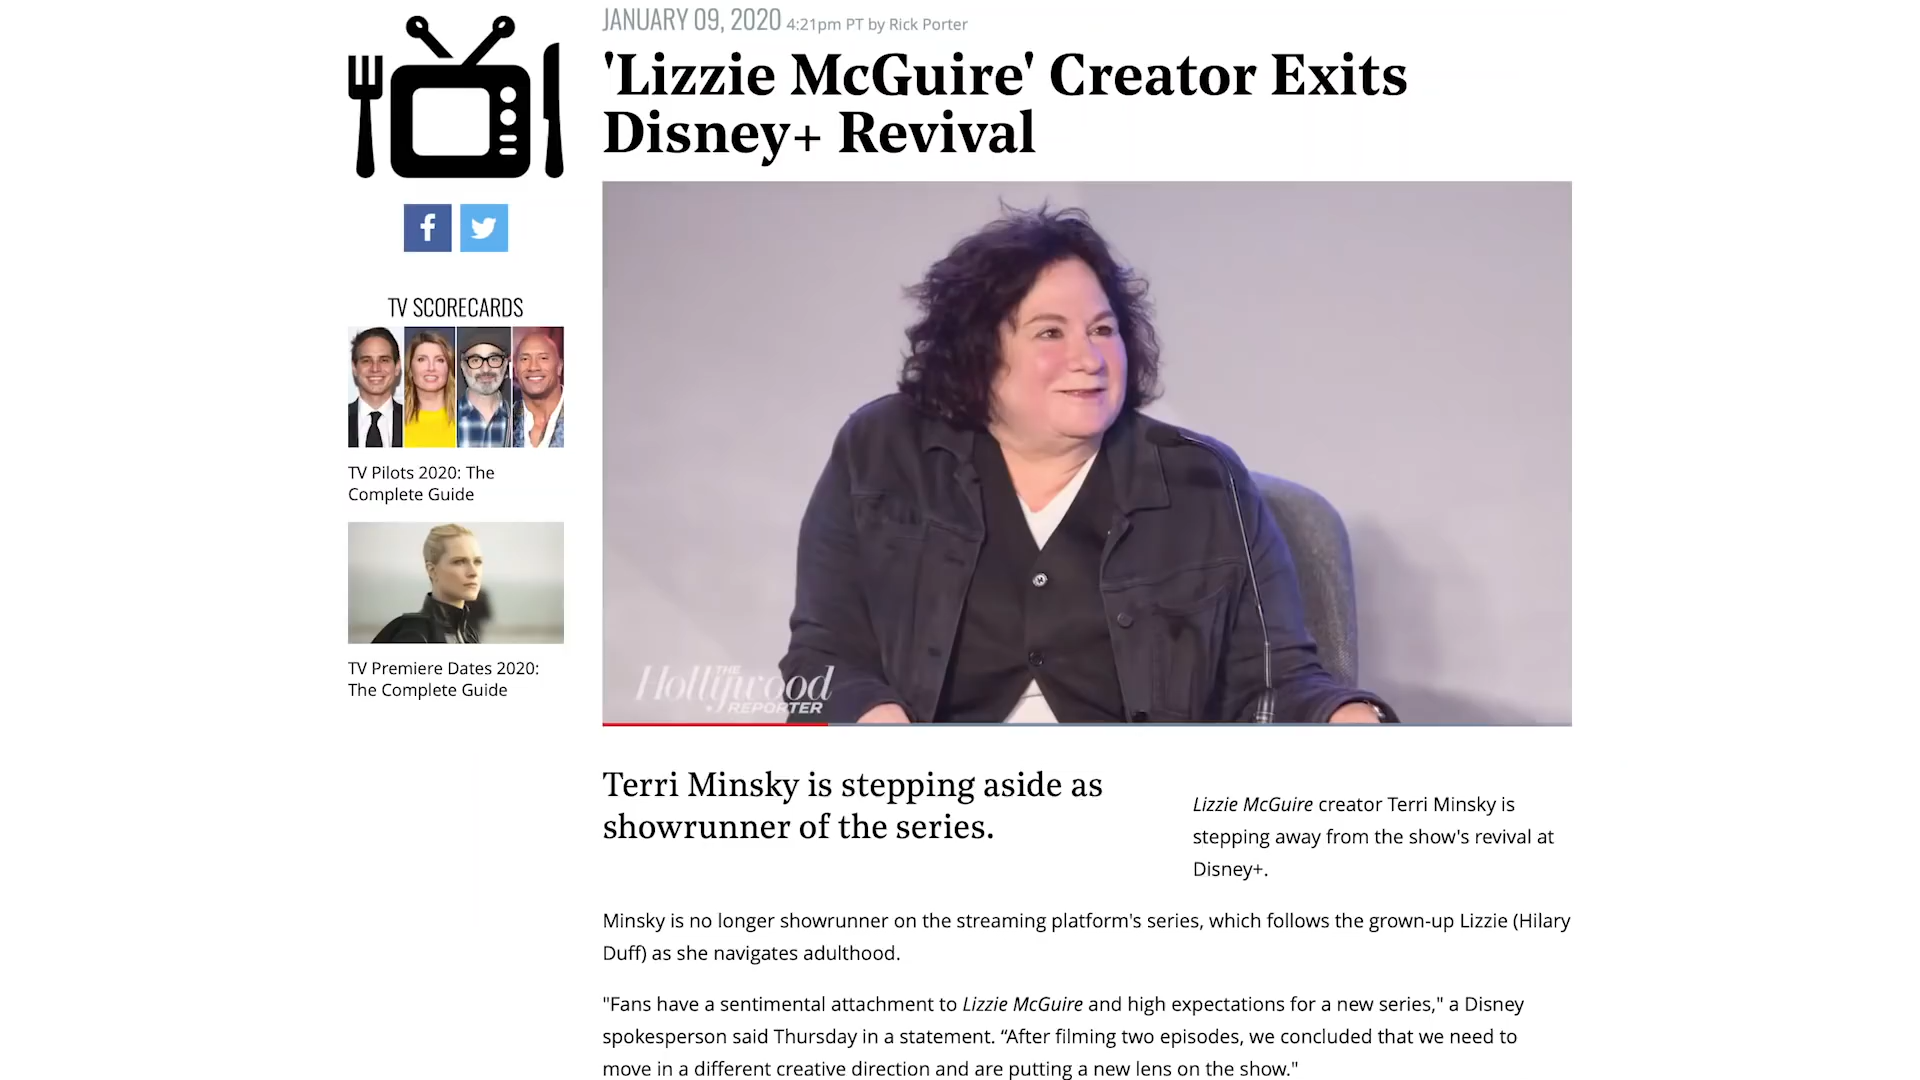 JANUARY 09, 2020 4:21pm PT by Rick Porter
'Lizzie McGuire' Creator Exits
Disney+ Revival
TV SCORECARDS
TV Pilots 2020: The
Complete Guide
TV Premiere Dates 2020:
The Complete Guide
THE
Hollywood
REPORTER
Terri Minsky is stepping aside as
showrunner of the series.
Lizzie McGuire creator Terri Minsky is
stepping away from the show's revival at
Disney+.
Minsky is no longer showrunner on the streaming platform's series, which follows the grown-up Lizzie (Hilary
Duff) as she navigates adulthood.
"Fans have a sentimental attachment to Lizzie McGuire and high expectations for a new series," a Disney
spokesperson said Thursday in a statement. “After filming two episodes, we concluded that we need to
move in a different creative direction and are putting a new lens on the show."